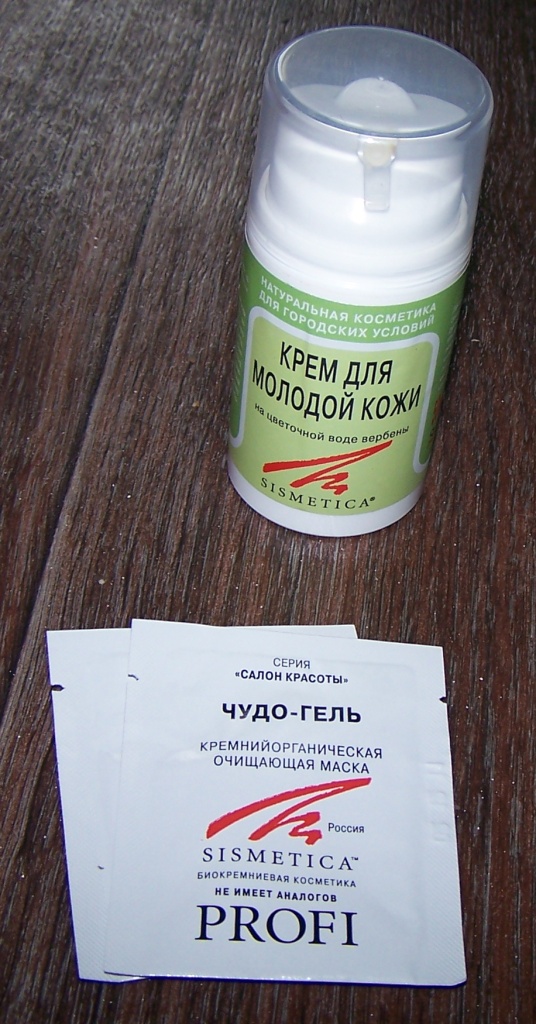 НАТУРАЛЬНАЯ КОСМЕТИКА
ДЛЯ ГОРОДСКИХ УСЛОВИЙ
КРЕМ ДЛЯ
МОЛОДОЙ КОЖИ
на цветочной воде вербены
SISMETICA®
СЕРИЯ
«САЛОН КРАСОТЫ»
ЧУДО-ГЕЛЬ
КРЕМНИЙОРГАНИЧЕСКАЯ
ОЧИЩАЮЩАЯ МАСКА
Россия
SISMETICA™
БИОКРЕМНИЕВАЯ КОСМЕТИКА
НЕ ИМЕЕТ АНАЛОГОВ
PROFI